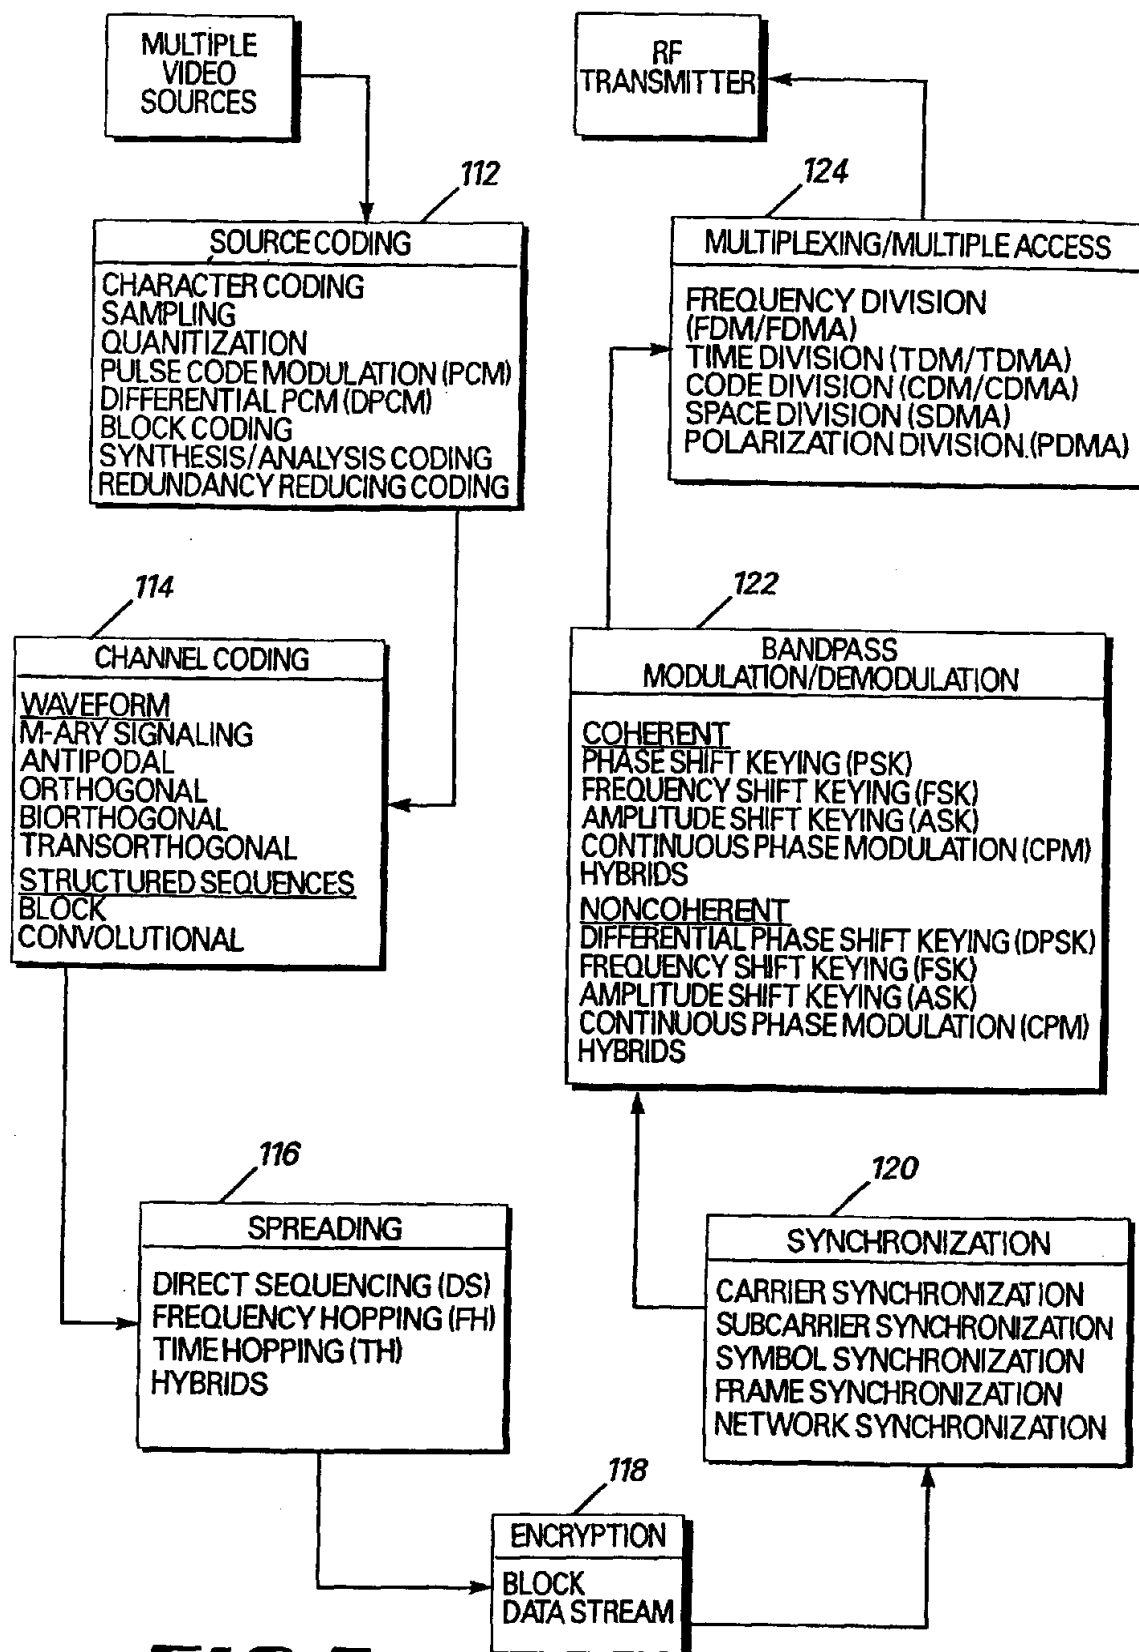 MULTIPLE
VIDEO
SOURCES
RF
TRANSMITTER
112
SOURCE CODING
CHARACTER CODING
SAMPLING
QUANITIZATION
PULSE CODE MODULATION (PCM)
DIFFERENTIAL PCM (DPCM)
BLOCK CODING
SYNTHESIS/ANALYSIS CODING
REDUNDANCY REDUCING CODING
124
MULTIPLEXING/MULTIPLE ACCESS
FREQUENCY DIVISION
(FDM/FDMA)
TIME DIVISION (TDM/TDMA)
CODE DIVISION (CDM/CDMA)
SPACE DIVISION (SDMA)
POLARIZATION DIVISION.(PDMA)
114
CHANNEL CODING
WAVEFORM
M-ARY SIGNALING
ANTIPODAL
ORTHOGONAL
BIORTHOGONAL
TRANSORTHOGONAL
STRUCTURED SEQUENCES
BLOCK
CONVOLUTIONAL
122
BANDPASS
MODULATION/DEMODULATION
COHERENT
PHASE SHIFT KEYING (PSK)
FREQUENCY SHIFT KEYING (FSK)
AMPLITUDE SHIFT KEYING (ASK)
CONTINUOUS PHASE MODULATION (CPM)
HYBRIDS
NONCOHERENT
DIFFERENTIAL PHASE SHIFT KEYING (DPSK)
FREQUENCY SHIFT KEYING (FSK)
AMPLITUDE SHIFT KEYING (ASK)
CONTINUOUS PHASE MODULATION (CPM)
HYBRIDS
116
SPREADING
DIRECT SEQUENCING (DS)
FREQUENCY HOPPING (FH)
TIME HOPPING (TH)
HYBRIDS
120
SYNCHRONIZATION
CARRIER SYNCHRONIZATION
SUBCARRIER SYNCHRONIZATION
SYMBOL SYNCHRONIZATION
FRAME SYNCHRONIZATION
NETWORK SYNCHRONIZATION
118
ENCRYPTION
BLOCK
DATA STREAM